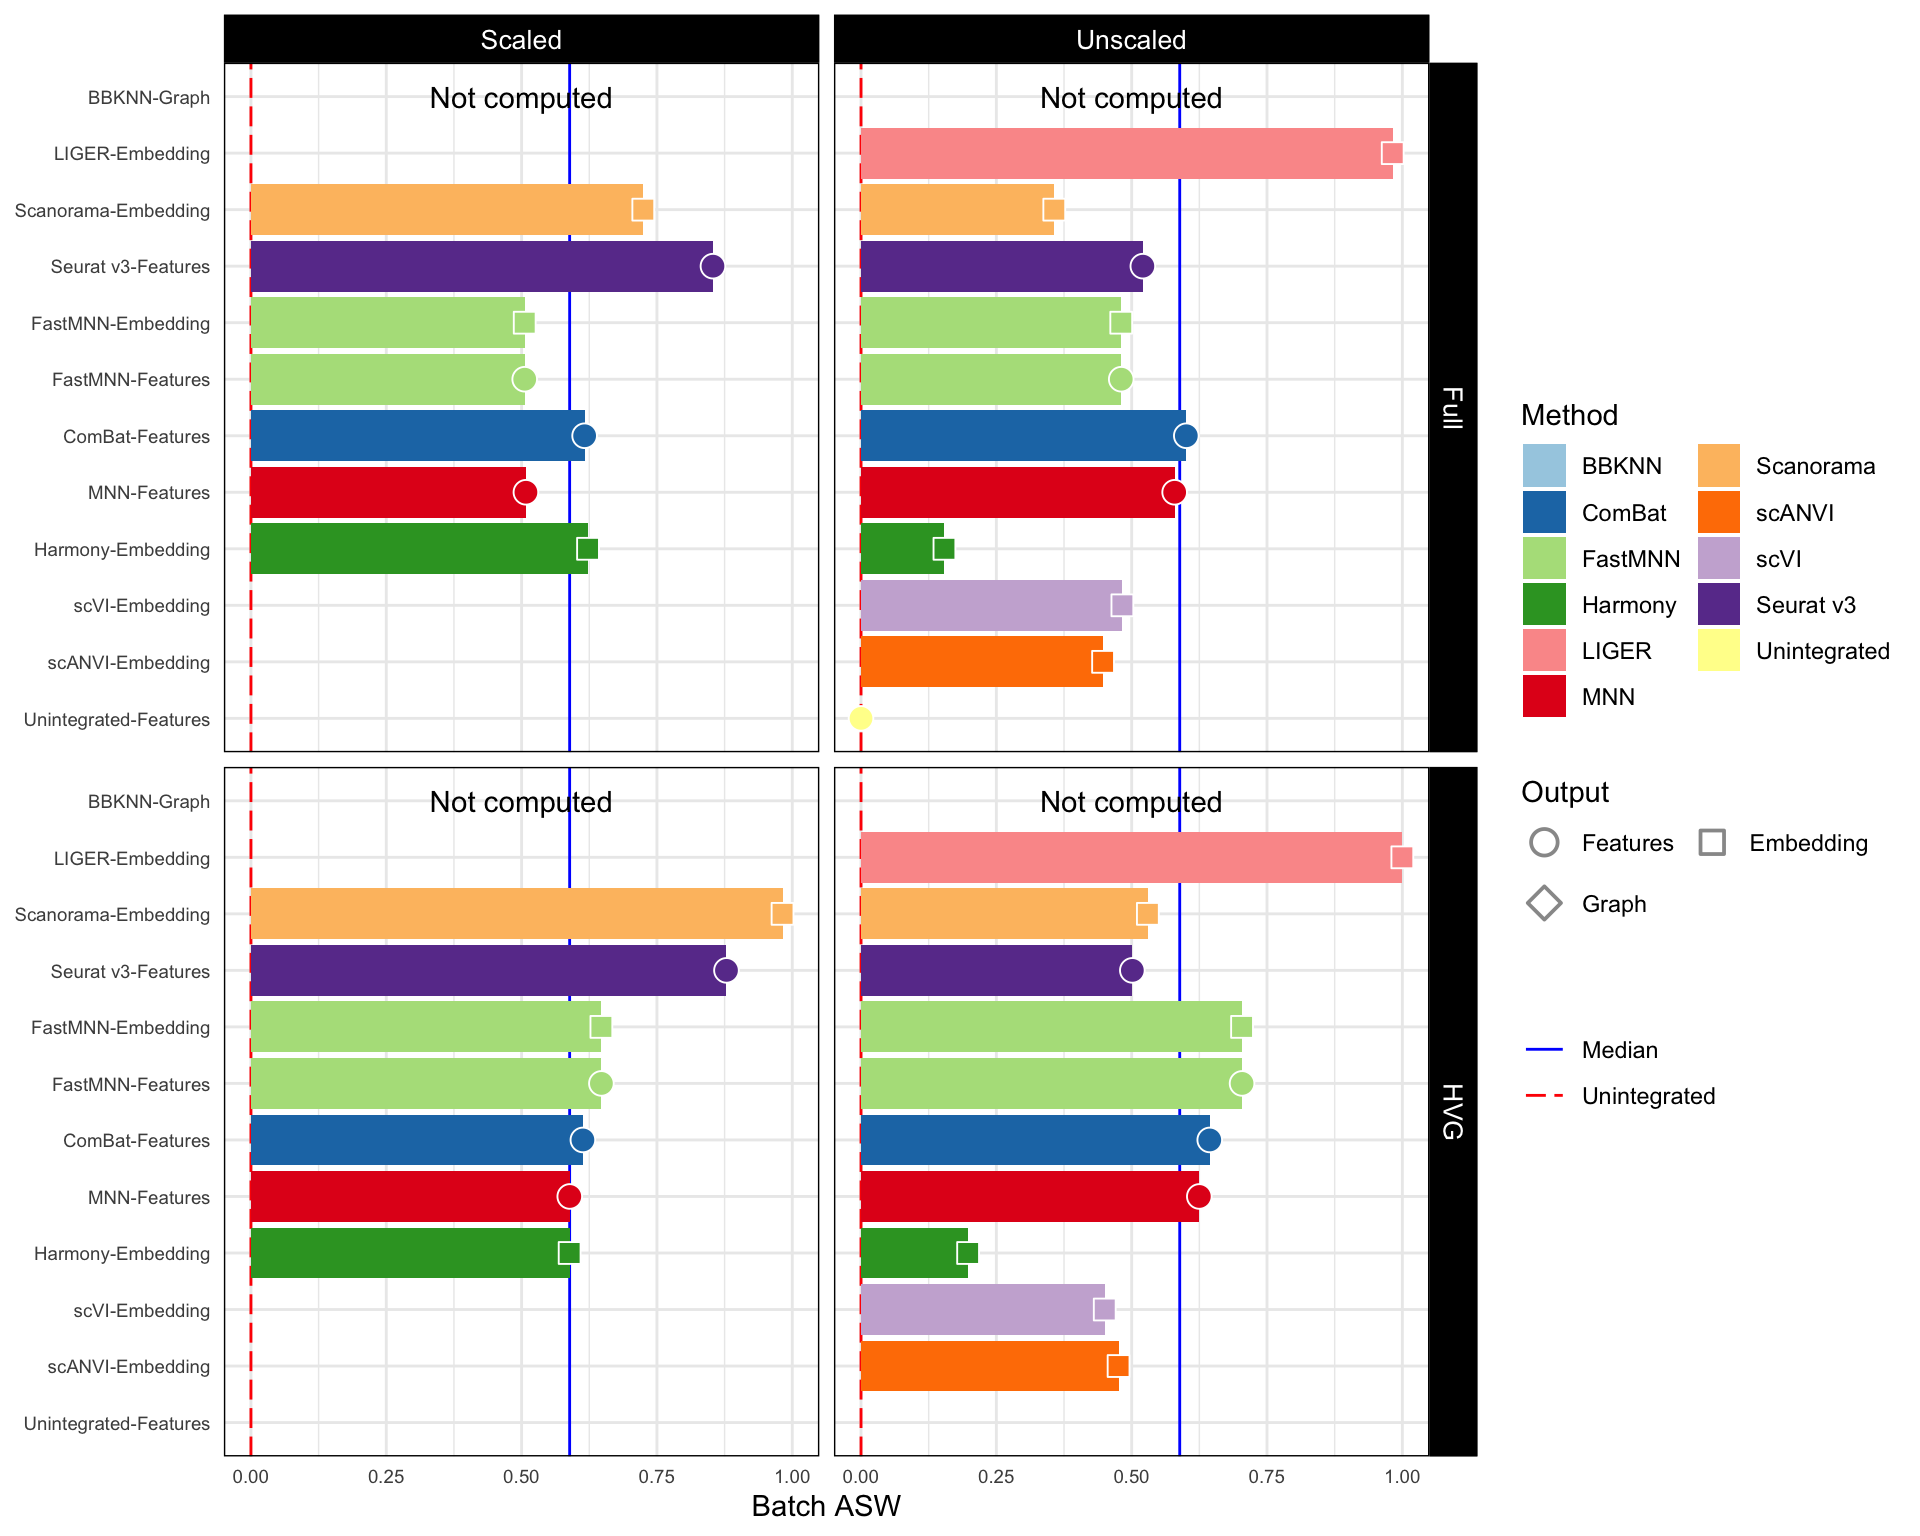 Scaled
Unscaled
BBKNN-Graph
LIGER-Embedding
Scanorama-Embedding
Seurat v3-Features
FastMNN-Embedding
FastMNN-Features
ComBat-Features
MNN-Features
Harmony-Embedding
scVI-Embedding
scANVI-Embedding
Unintegrated-Features
Not computed
Not computed
Full
BBKNN-Graph
LIGER-Embedding
Scanorama-Embedding
Seurat v3-Features
FastMNN-Embedding
FastMNN-Features
ComBat-Features
MNN-Features
Harmony-Embedding
scVI-Embedding
scANVI-Embedding
Unintegrated-Features
Not computed
Not computed
HVG
0.00 0.25 0.50 0.75 1.00
0.00 0.25 0.50 0.75 1.00
Batch ASW
Method
BBKNN
ComBat
FastMNN
Harmony
LIGER
MNN
Scanorama
scANVI
scVI
Seurat v3
Unintegrated
Output
Features
Embedding
Graph
Median
Unintegrated